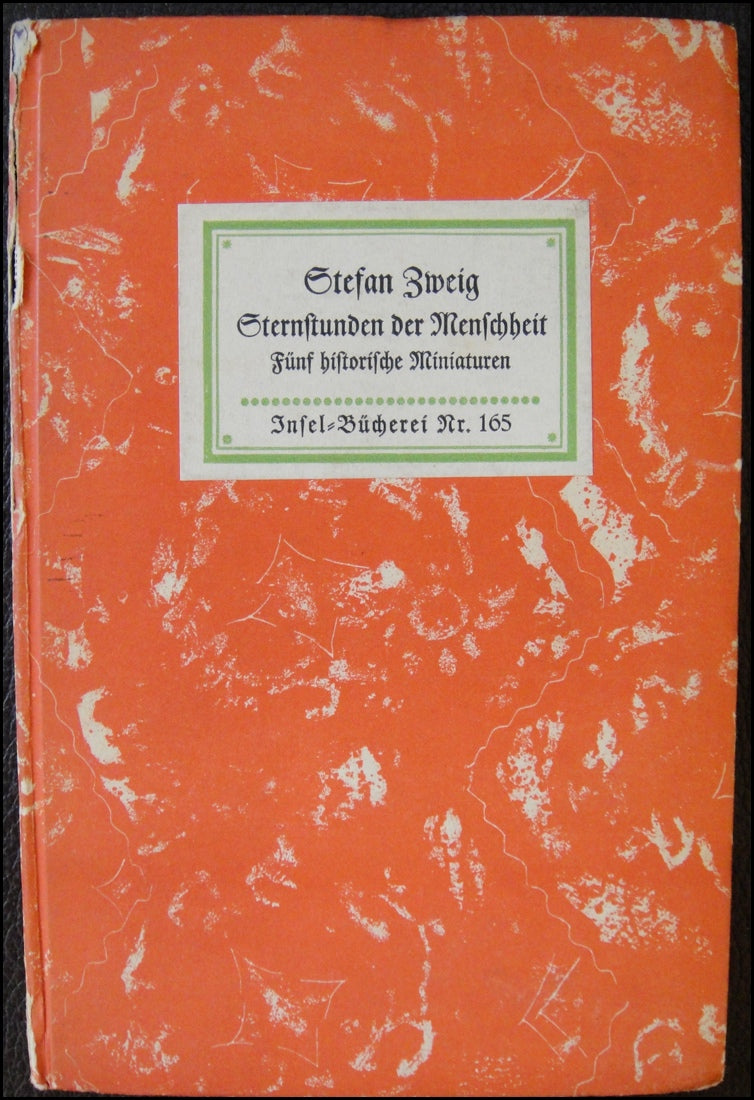 Stefan Zweig
Sternſtunden der Menſchheit
Fünf hiſtoriſche Miniaturen
Inſel-Bücherei Nr. 165